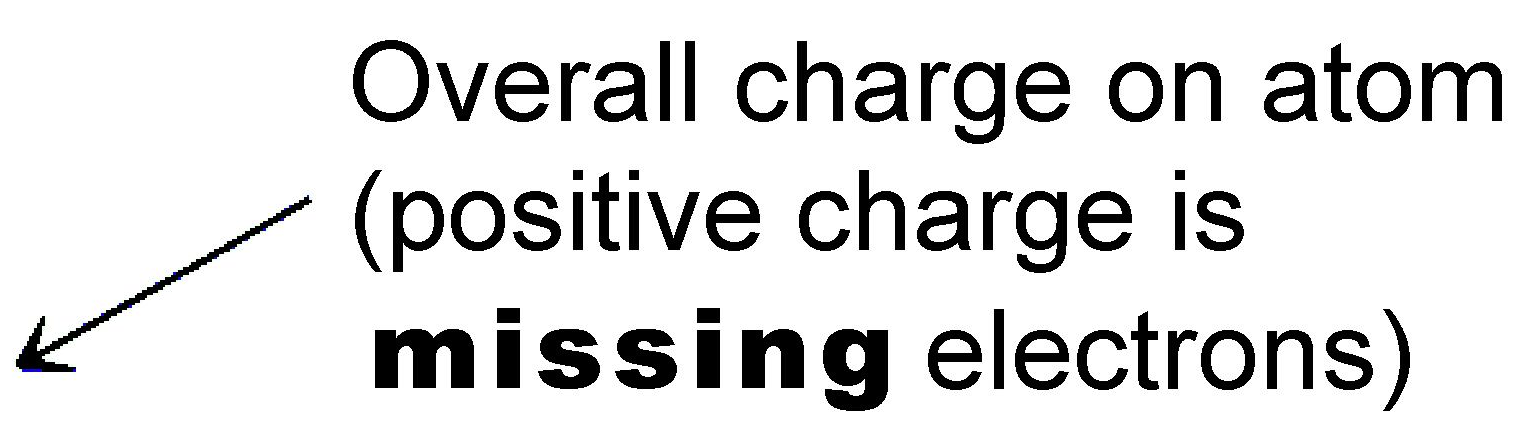 Overall charge on atom
(positive charge is
missing electrons)